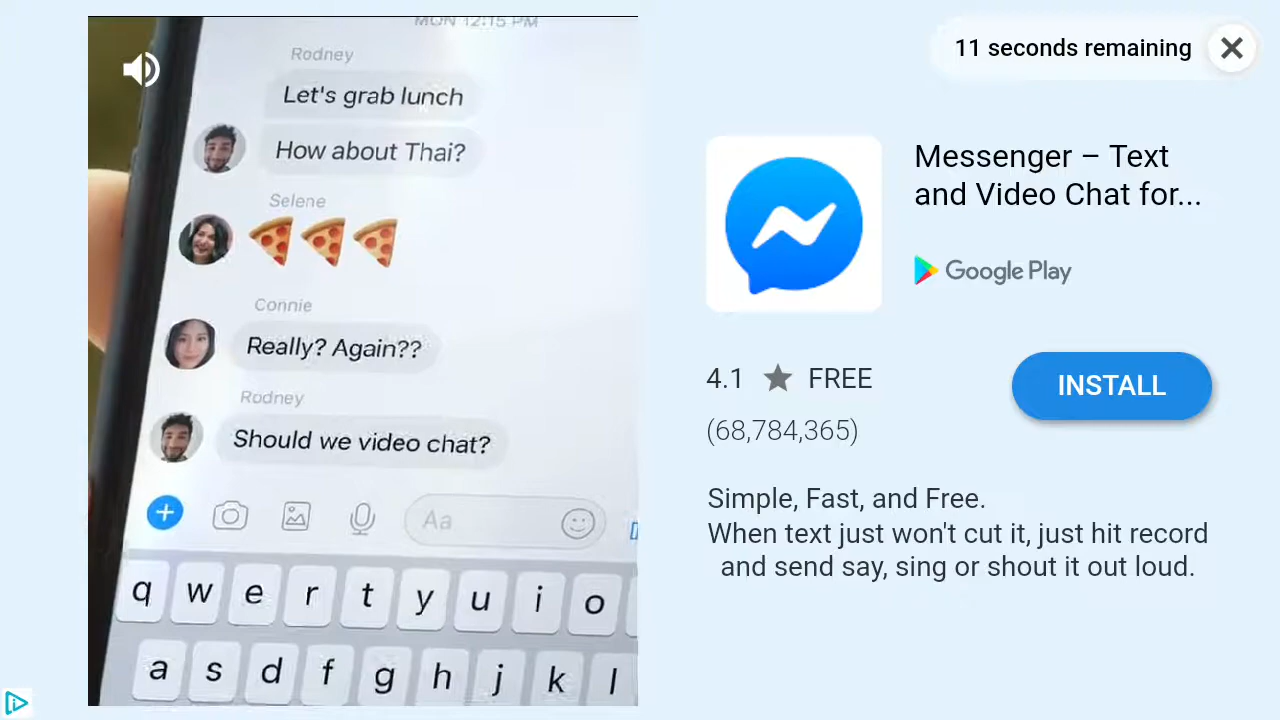 MON 12:15 PM
Rodney
Let's grab lunch
How about Thai?
Selene
Connie
Really? Again??
Rodney
Should we video chat?
Aa
q w e r t y u i o
a s d f g h j k l
11 seconds remaining
Messenger – Text
and Video Chat for...
Google Play
4.1 FREE
(68,784,365)
INSTALL
Simple, Fast, and Free.
When text just won't cut it, just hit record
and send say, sing or shout it out loud.